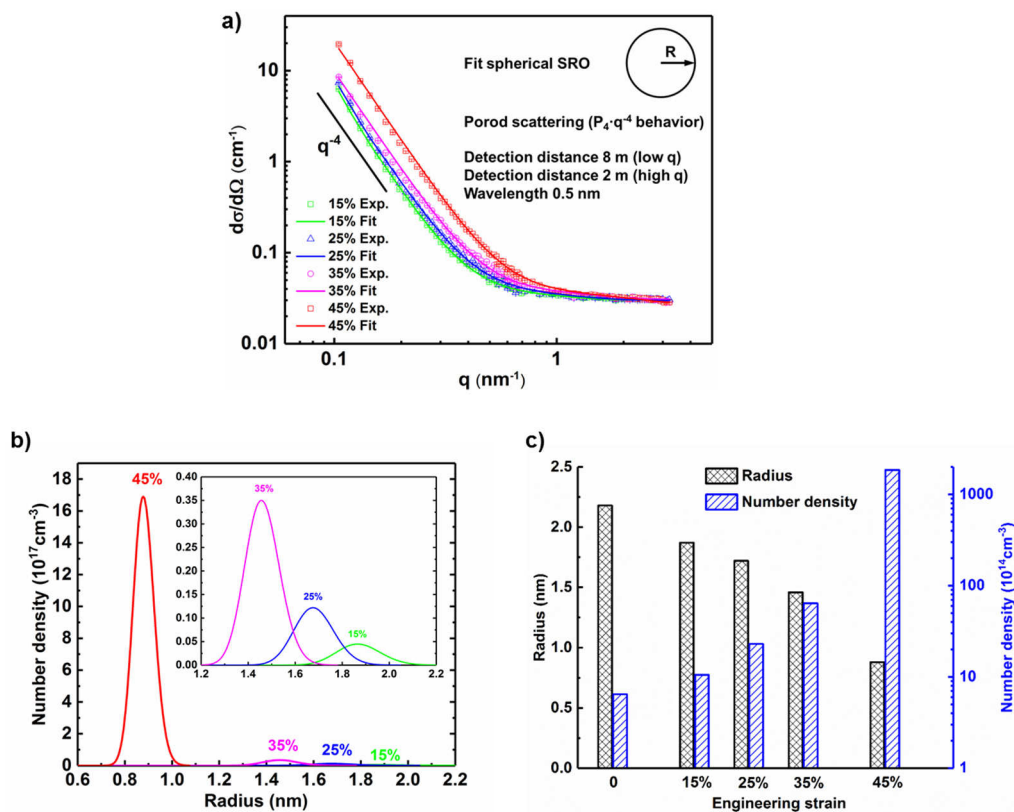 a)
10
1
0.1
0.01
0.1
1
dσ/dΩ (cm⁻¹)
q (nm⁻¹)
q⁻⁴
R
Fit spherical SRO
Porod scattering (P₄·q⁻⁴ behavior)
Detection distance 8 m (low q)
Detection distance 2 m (high q)
Wavelength 0.5 nm
15% Exp.
15% Fit
25% Exp.
25% Fit
35% Exp.
35% Fit
45% Exp.
45% Fit
b)
18
16
14
12
10
8
6
4
2
0
0.6 0.8 1.0 1.2 1.4 1.6 1.8 2.0 2.2
Number density (10¹⁷cm⁻³)
Radius (nm)
45%
35%
25%
15%
0.40
0.35
0.30
0.25
0.20
0.15
0.10
0.05
0.00
1.2 1.4 1.6 1.8 2.0 2.2
35%
25%
15%
c)
2.5
2.0
1.5
1.0
0.5
0.0
Radius (nm)
Radius
Number density
1000
100
10
1
Number density (10¹⁴cm⁻³)
0 15% 25% 35% 45%
Engineering strain